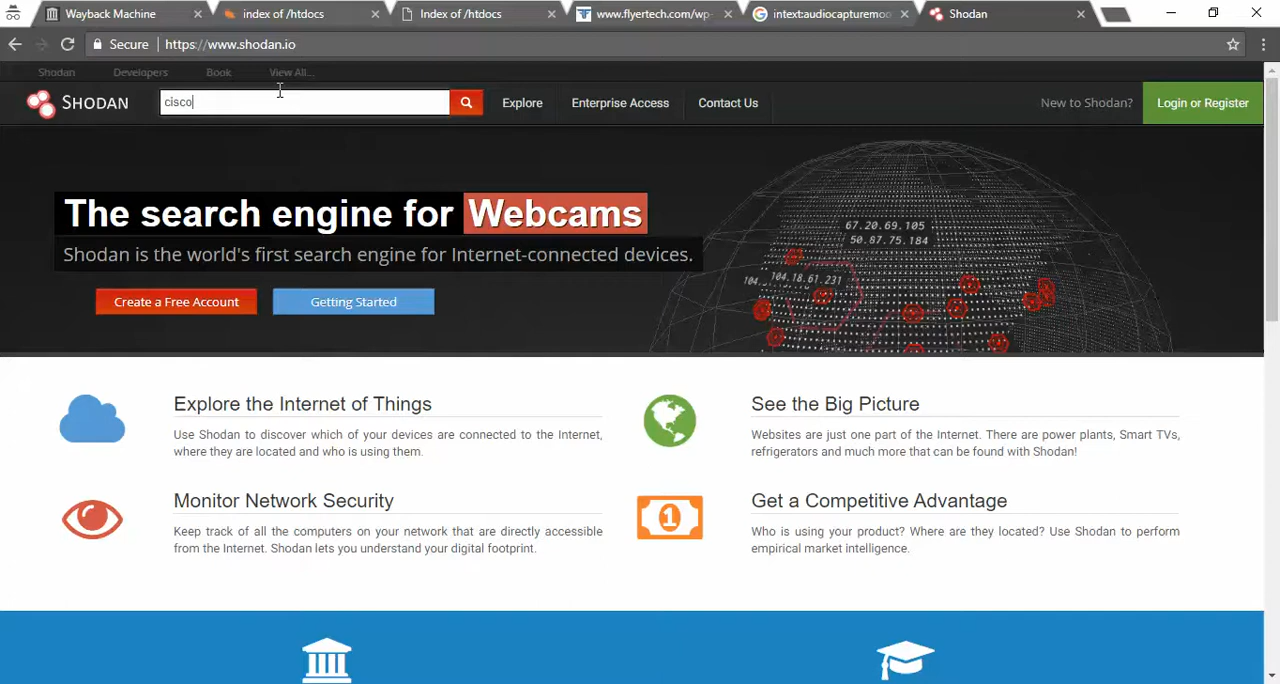 Wayback Machine
index of /htdocs
Index of /htdocs
www.flyertech.com/wp-
intext:audiocapturemod
Shodan
Secure
https://www.shodan.io
Shodan
Developers
Book
View All...
SHODAN
cisco
Explore
Enterprise Access
Contact Us
New to Shodan?
Login or Register
The search engine for Webcams
Shodan is the world's first search engine for Internet-connected devices.
Create a Free Account
Getting Started
67.20.69.105
50.87.75.184
104.
104.18.61.231
Explore the Internet of Things
Use Shodan to discover which of your devices are connected to the Internet,
where they are located and who is using them.
See the Big Picture
Websites are just one part of the Internet. There are power plants, Smart TVs,
refrigerators and much more that can be found with Shodan!
Monitor Network Security
Keep track of all the computers on your network that are directly accessible
from the Internet. Shodan lets you understand your digital footprint.
1
Get a Competitive Advantage
Who is using your product? Where are they located? Use Shodan to perform
empirical market intelligence.